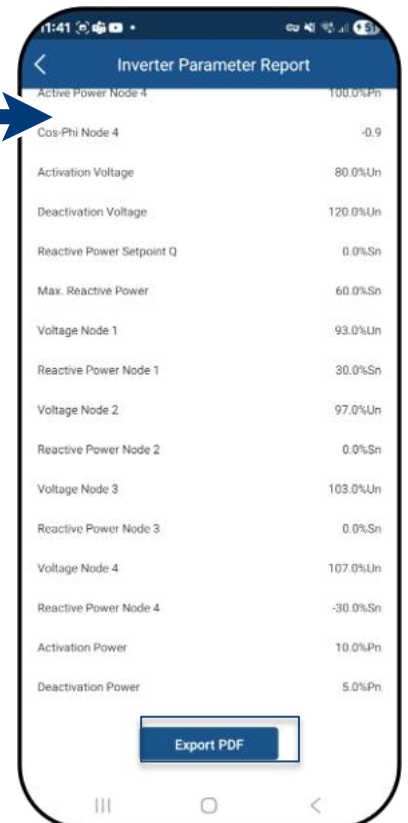 11:41
Inverter Parameter Report
Active Power Node 4 100.0%Pn
Cos-Phi Node 4 -0.9
Activation Voltage 80.0%Un
Deactivation Voltage 120.0%Un
Reactive Power Setpoint Q 0.0%Sn
Max. Reactive Power 60.0%Sn
Voltage Node 1 93.0%Un
Reactive Power Node 1 30.0%Sn
Voltage Node 2 97.0%Un
Reactive Power Node 2 0.0%Sn
Voltage Node 3 103.0%Un
Reactive Power Node 3 0.0%Sn
Voltage Node 4 107.0%Un
Reactive Power Node 4 -30.0%Sn
Activation Power 10.0%Pn
Deactivation Power 5.0%Pn
Export PDF